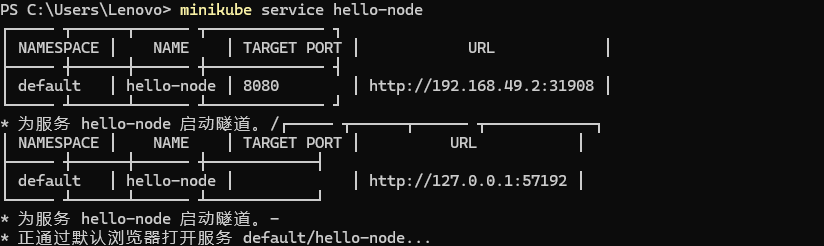 PS C:\Users\Lenovo> minikube service hello-node
| NAMESPACE | NAME | TARGET PORT | URL |
| default | hello-node | 8080 | http://192.168.49.2:31908 |
* 为服务 hello-node 启动隧道。/
| NAMESPACE | NAME | TARGET PORT | URL |
| default | hello-node | | http://127.0.0.1:57192 |
* 为服务 hello-node 启动隧道。-
* 正通过默认浏览器打开服务 default/hello-node...